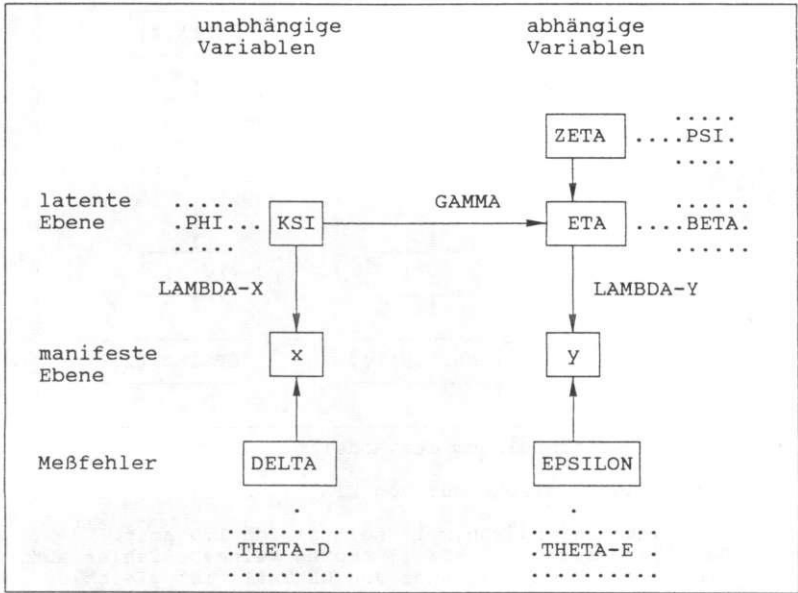 unabhängige abhängige
Variablen Variablen
ZETA ....PSI.
latente
Ebene
.PHI... KSI GAMMA ETA ....BETA.
LAMBDA-X LAMBDA-Y
manifeste
Ebene
x y
Meßfehler DELTA EPSILON
.THETA-D. .THETA-E .